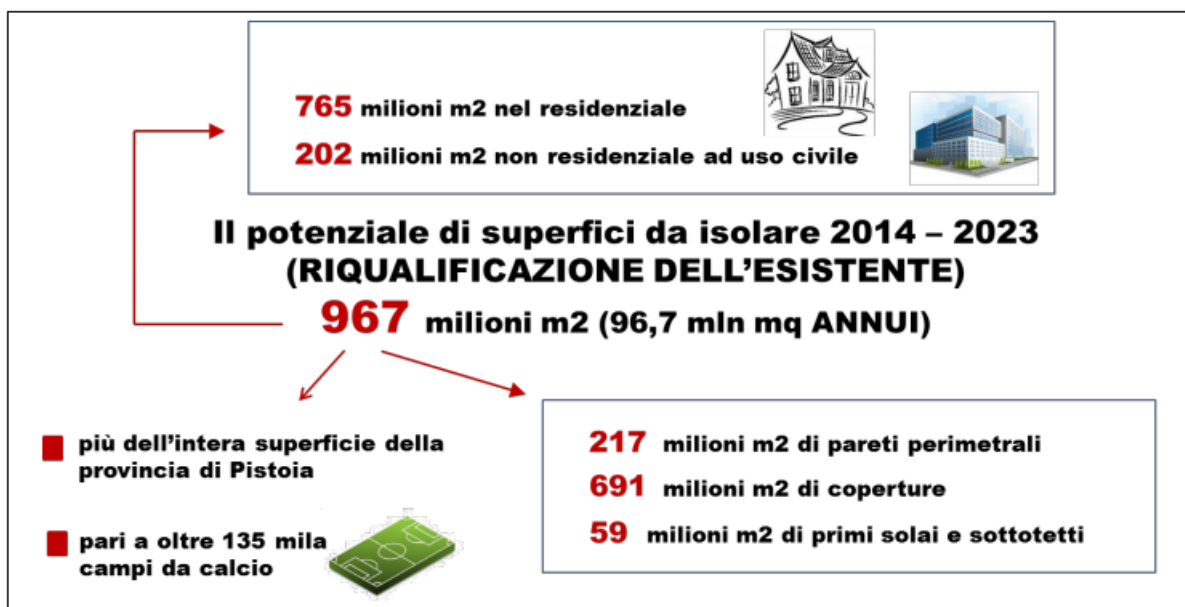 765 milioni m2 nel residenziale
202 milioni m2 non residenziale ad uso civile
Il potenziale di superfici da isolare 2014 – 2023
(RIQUALIFICAZIONE DELL'ESISTENTE)
967 milioni m2 (96,7 mln mq ANNUI)
più dell'intera superficie della
provincia di Pistoia
pari a oltre 135 mila
campi da calcio
217 milioni m2 di pareti perimetrali
691 milioni m2 di coperture
59 milioni m2 di primi solai e sottotetti